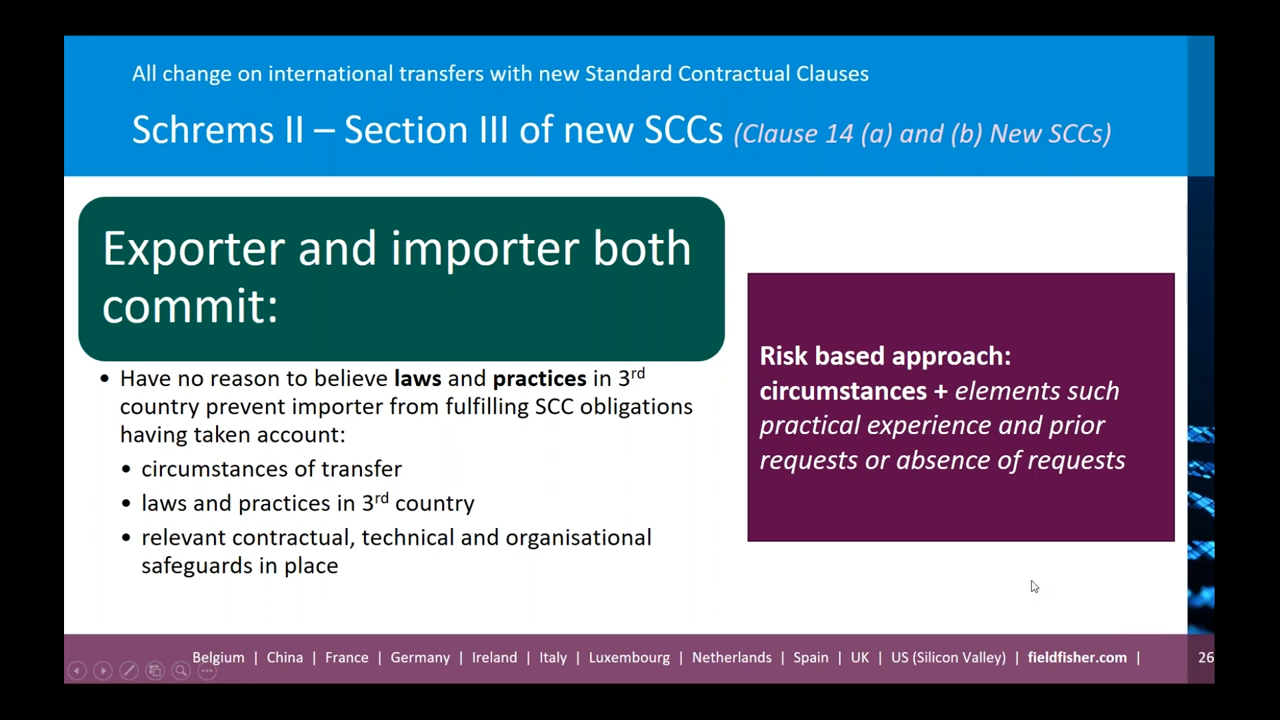 All change on international transfers with new Standard Contractual Clauses
Schrems II – Section III of new SCCs (Clause 14 (a) and (b) New SCCs)
Exporter and importer both
commit:
• Have no reason to believe laws and practices in 3rd
country prevent importer from fulfilling SCC obligations
having taken account:
• circumstances of transfer
• laws and practices in 3rd country
• relevant contractual, technical and organisational
safeguards in place
Risk based approach:
circumstances + elements such
practical experience and prior
requests or absence of requests
Belgium | China | France | Germany | Ireland | Italy | Luxembourg | Netherlands | Spain | UK | US (Silicon Valley) | fieldfisher.com |
26